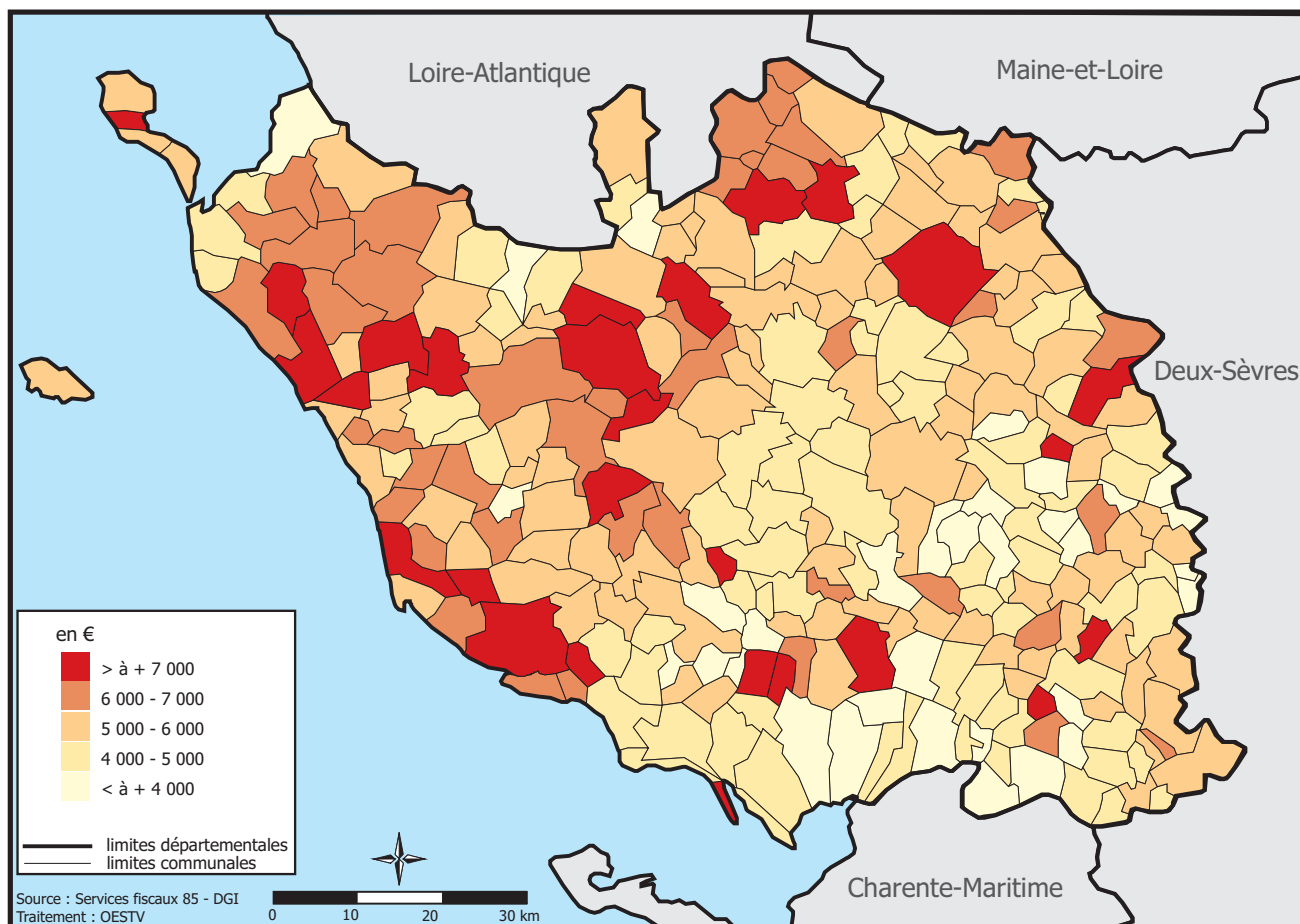 Loire-Atlantique
Maine-et-Loire
Deux-Sèvres
Charente-Maritime
en €
> à + 7 000
6 000 - 7 000
5 000 - 6 000
4 000 - 5 000
< à + 4 000
limites départementales
limites communales
Source : Services fiscaux 85 - DGI
Traitement : OESTV
0 10 20 30 km